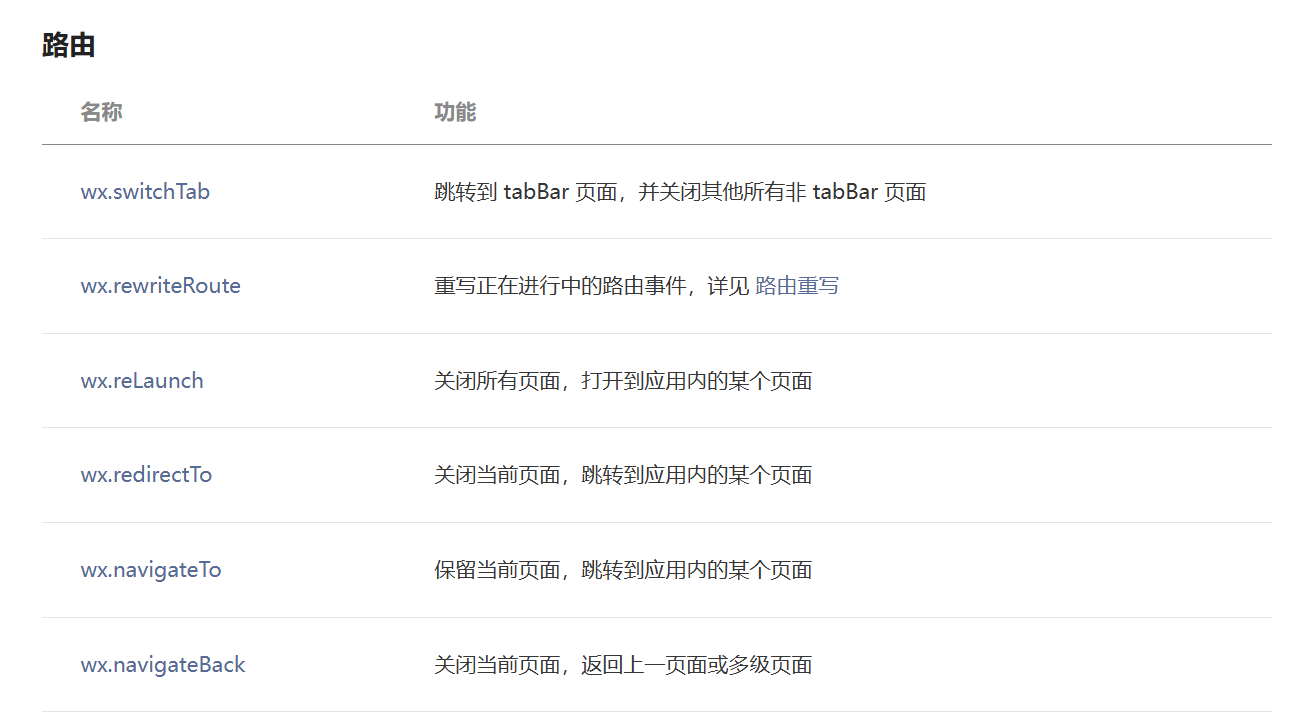 路由
名称 功能
wx.switchTab 跳转到 tabBar 页面，并关闭其他所有非 tabBar 页面
wx.rewriteRoute 重写正在进行中的路由事件，详见 路由重写
wx.reLaunch 关闭所有页面，打开到应用内的某个页面
wx.redirectTo 关闭当前页面，跳转到应用内的某个页面
wx.navigateTo 保留当前页面，跳转到应用内的某个页面
wx.navigateBack 关闭当前页面，返回上一页面或多级页面